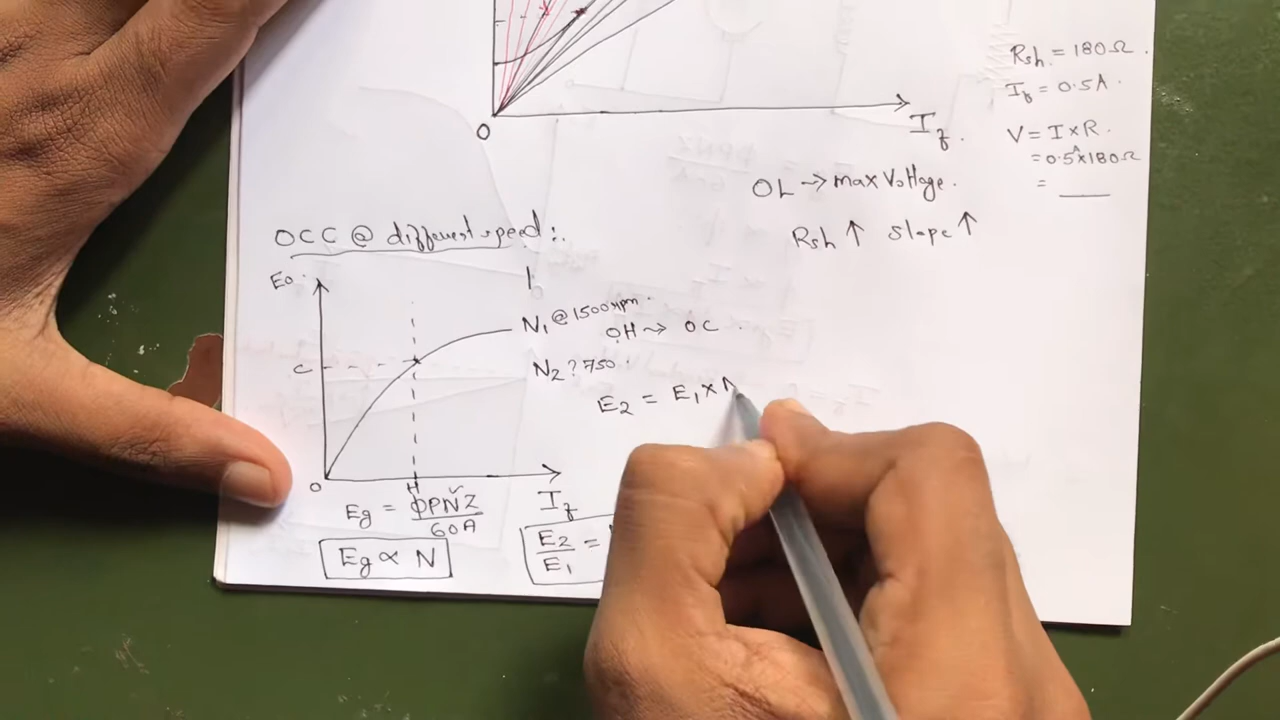 Rsh = 180Ω.
If = 0.5A.
V = I×R.
= 0.5A×180Ω
=
O
If.
OL → max Voltage.
Rsh ↑ slope ↑
OCC @ different speed:.
Eo
N₁ @ 1500rpm.
OH → OC.
C
N₂ ? 750.
E₂ = E₁ × N
O
H
If
Eg = ΦPNZ
60A
Eg ∝ N
E₂ =
E₁